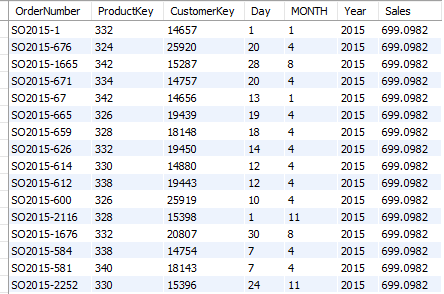 OrderNumber ProductKey CustomerKey Day MONTH Year Sales
SO2015-1 332 14657 1 1 2015 699.0982
SO2015-676 324 25920 20 4 2015 699.0982
SO2015-1665 342 15287 28 8 2015 699.0982
SO2015-671 334 14757 20 4 2015 699.0982
SO2015-67 342 14656 13 1 2015 699.0982
SO2015-665 326 19439 19 4 2015 699.0982
SO2015-659 328 18148 18 4 2015 699.0982
SO2015-626 332 19450 14 4 2015 699.0982
SO2015-614 330 14880 12 4 2015 699.0982
SO2015-612 338 19443 12 4 2015 699.0982
SO2015-600 326 25919 10 4 2015 699.0982
SO2015-2116 328 15398 1 11 2015 699.0982
SO2015-1676 332 20807 30 8 2015 699.0982
SO2015-584 338 14754 7 4 2015 699.0982
SO2015-581 340 18143 7 4 2015 699.0982
SO2015-2252 330 15396 24 11 2015 699.0982